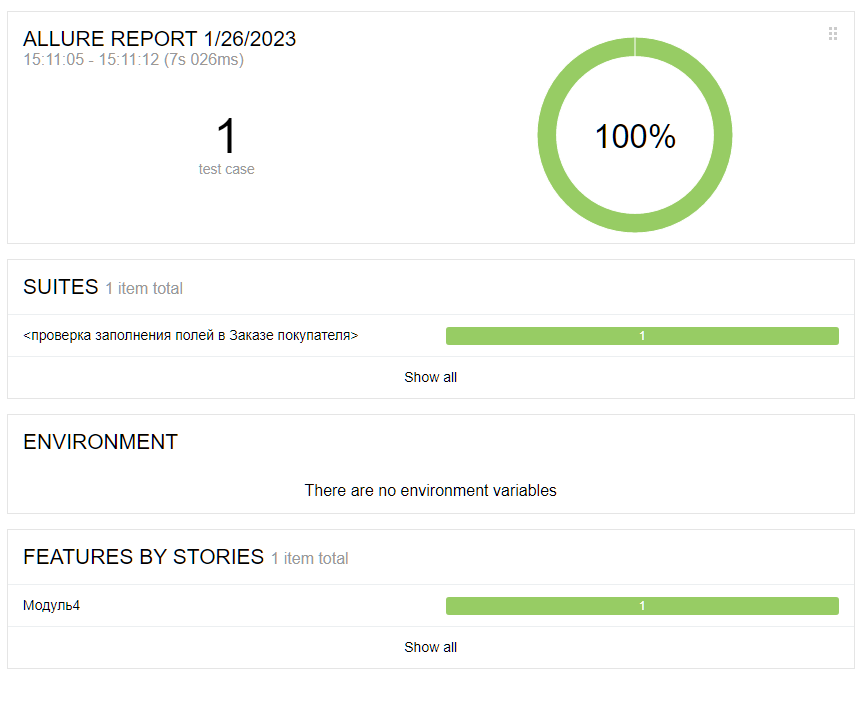 ALLURE REPORT 1/26/2023
15:11:05 - 15:11:12 (7s 026ms)
1
test case
100%
SUITES 1 item total
<проверка заполнения полей в Заказе покупателя> 1
Show all
ENVIRONMENT
There are no environment variables
FEATURES BY STORIES 1 item total
Модуль4 1
Show all